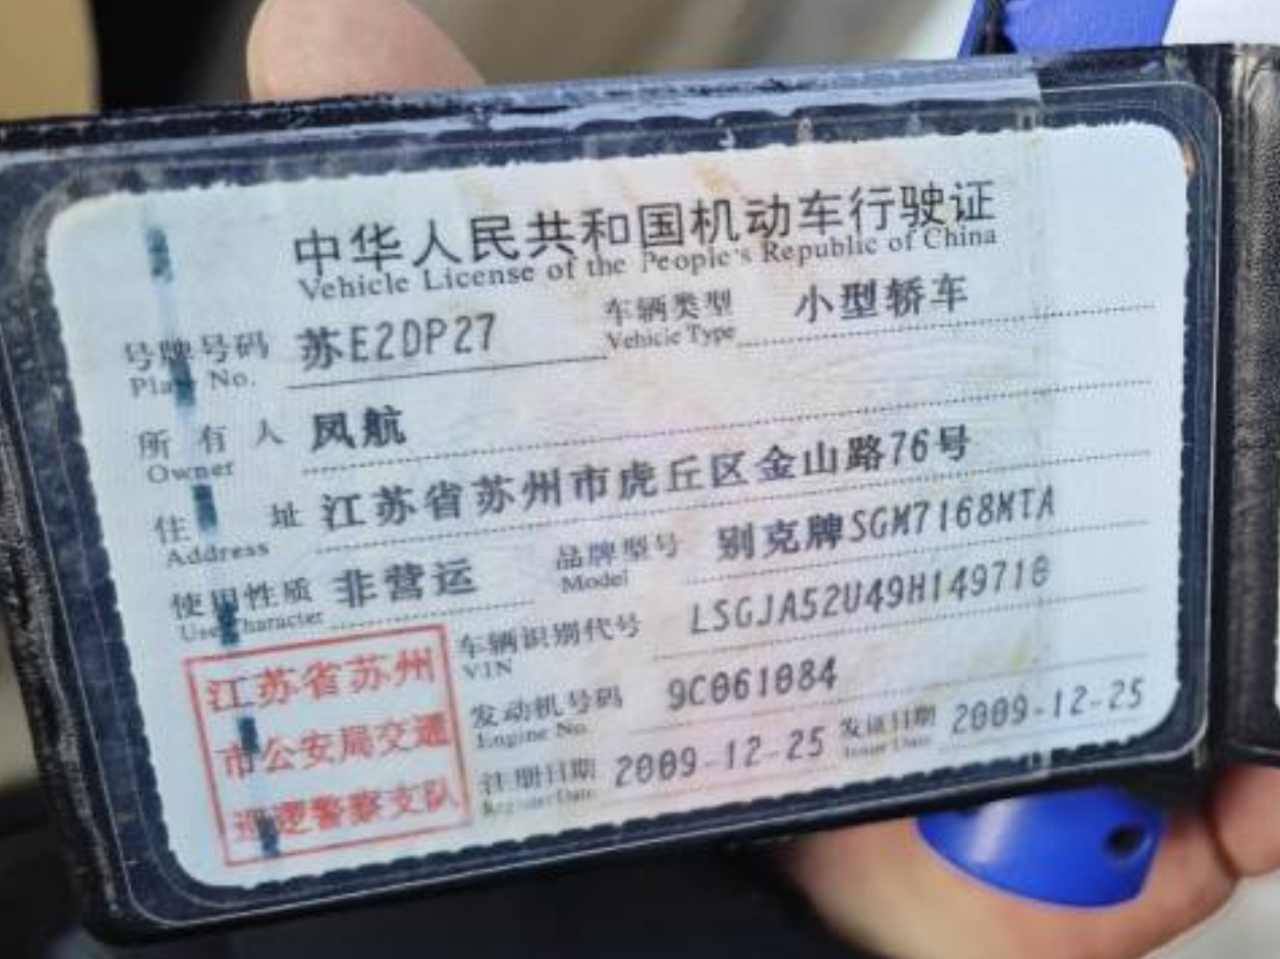 中华人民共和国机动车行驶证
Vehicle License of the People's Republic of China
号牌号码 苏E2DP27 车辆类型 小型轿车
Plate No. Vehicle Type
所有人 凤航
Owner
住址 江苏省苏州市虎丘区金山路76号
Address
使用性质 非营运 品牌型号 别克牌SGM7168MTA
Use Character Model
车辆识别代号 LSGJA52U49H149710
VIN
发动机号码 9C061084
Engine No.
注册日期 2009-12-25 发证日期 2009-12-25
Register Date Issue Date
江苏省苏州
市公安局交通
巡逻警察支队